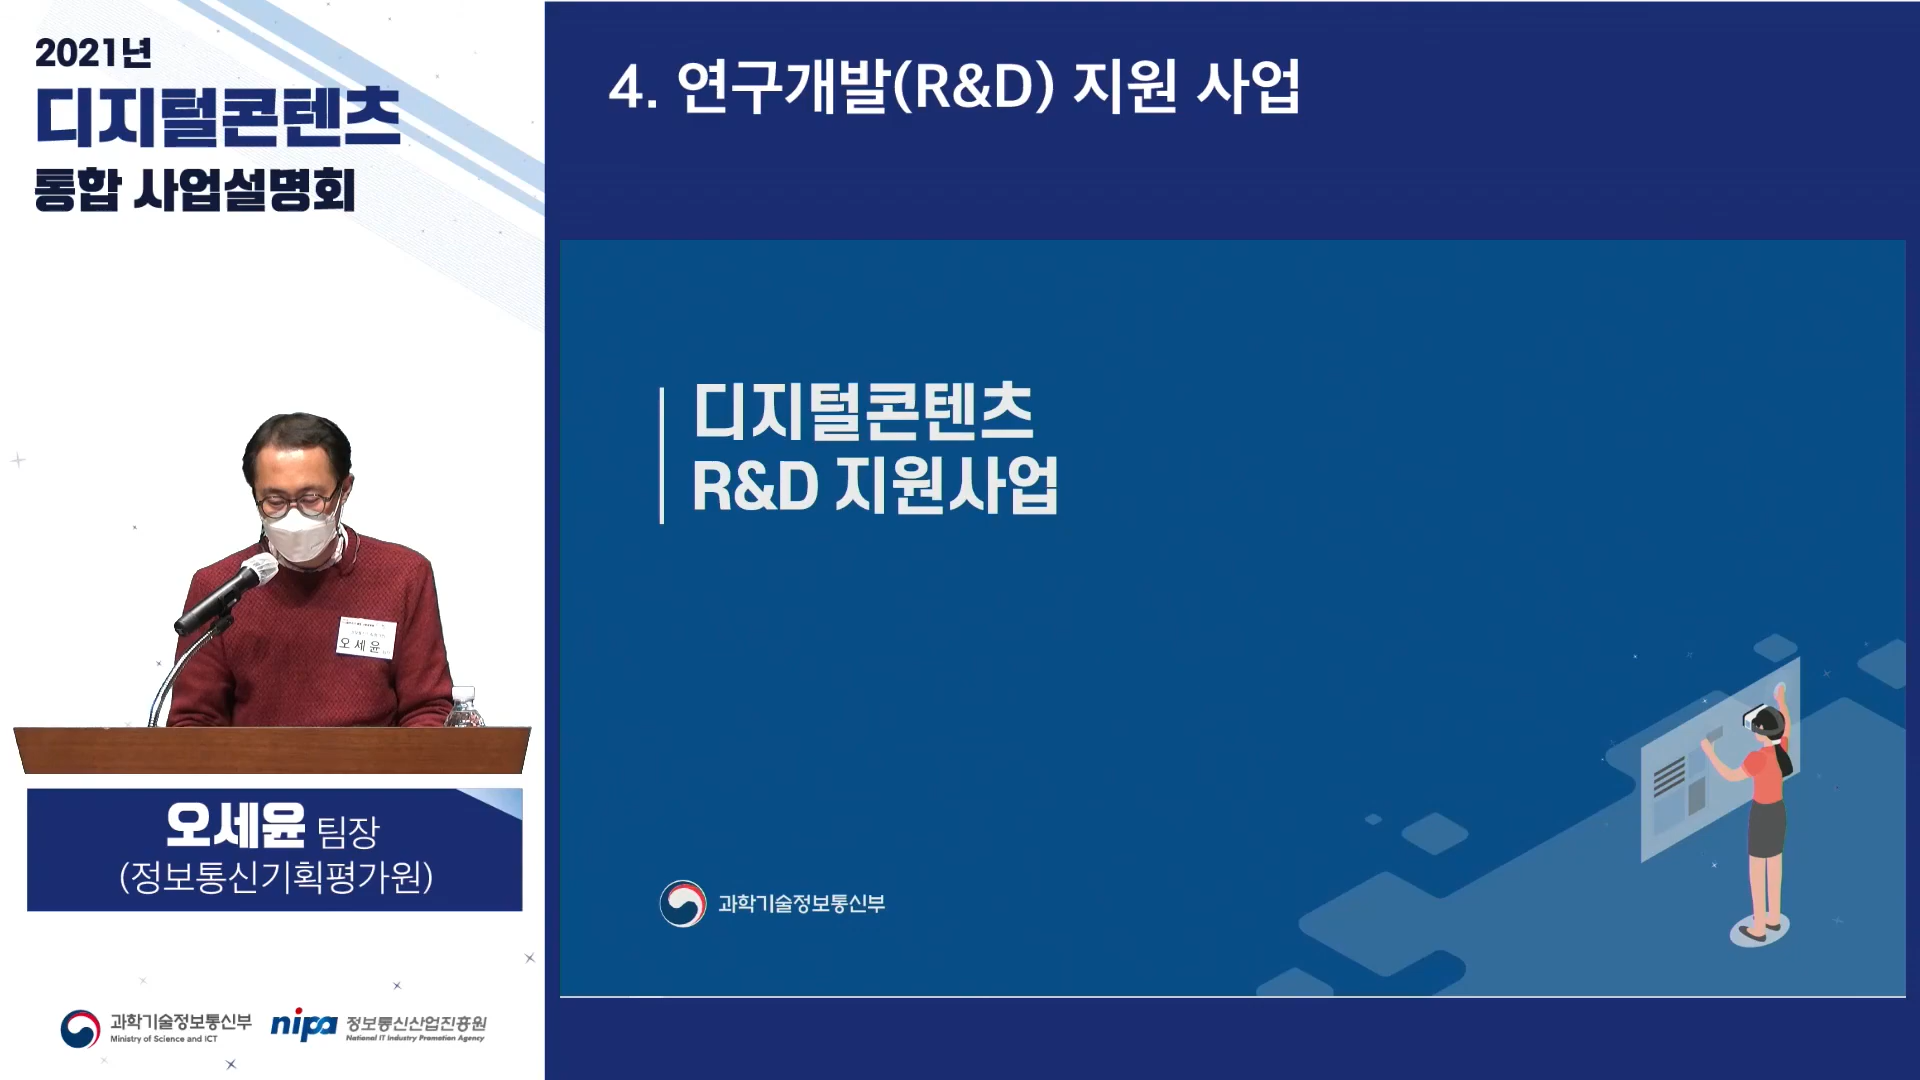 2021년
디지털콘텐츠
통합 사업설명회
오세윤
오세윤 팀장
(정보통신기획평가원)
과학기술정보통신부
Ministry of Science and ICT
nipa 정보통신산업진흥원
National IT Industry Promotion Agency
4. 연구개발(R&D) 지원 사업
디지털콘텐츠
R&D 지원사업
과학기술정보통신부